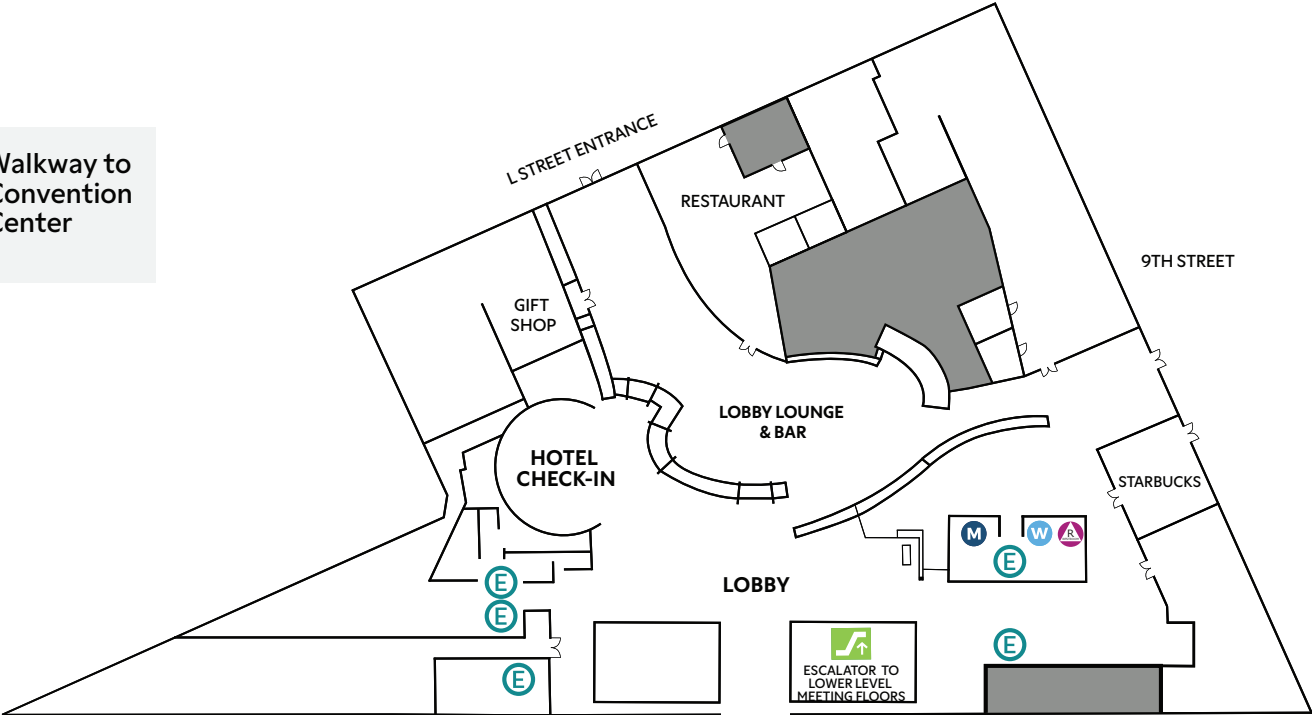 L STREET ENTRANCE
Walkway to
Convention
Center
RESTAURANT
9TH STREET
GIFT
SHOP
LOBBY LOUNGE
& BAR
HOTEL
CHECK-IN
STARBUCKS
M
W
R
E
E
LOBBY
E
E
E
ESCALATOR TO
LOWER LEVEL
MEETING FLOORS